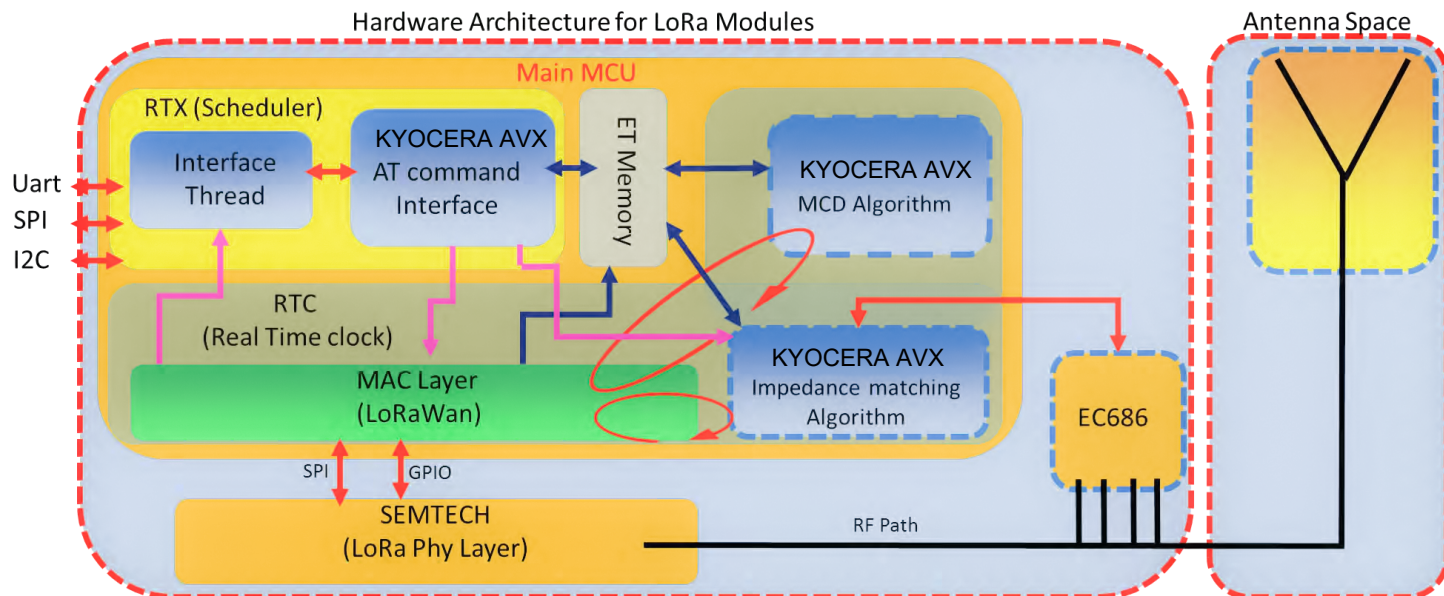 Hardware Architecture for LoRa Modules
Antenna Space
Main MCU
RTX (Scheduler)
Interface
Thread
KYOCERA AVX
AT command
Interface
ET Memory
KYOCERA AVX
MCD Algorithm
Uart
SPI
I2C
RTC
(Real Time clock)
MAC Layer
(LoRaWan)
KYOCERA AVX
Impedance matching
Algorithm
EC686
SPI
GPIO
SEMTECH
(LoRa Phy Layer)
RF Path